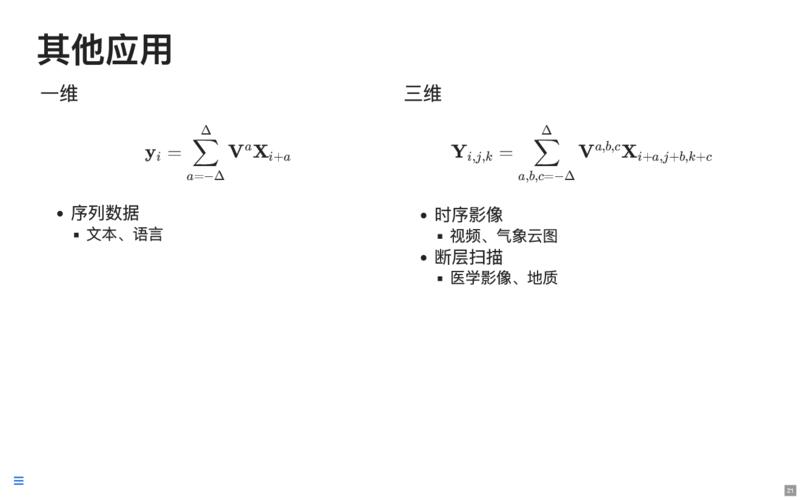 其他应用
一维
$\mathbf{y}_i = \sum_{a=-\Delta}^{\Delta} \mathbf{V}^a \mathbf{X}_{i+a}$
• 序列数据
▪ 文本、语言
三维
$\mathbf{Y}_{i,j,k} = \sum_{a,b,c=-\Delta}^{\Delta} \mathbf{V}^{a,b,c} \mathbf{X}_{i+a,j+b,k+c}$
• 时序影像
▪ 视频、气象云图
• 断层扫描
▪ 医学影像、地质
21